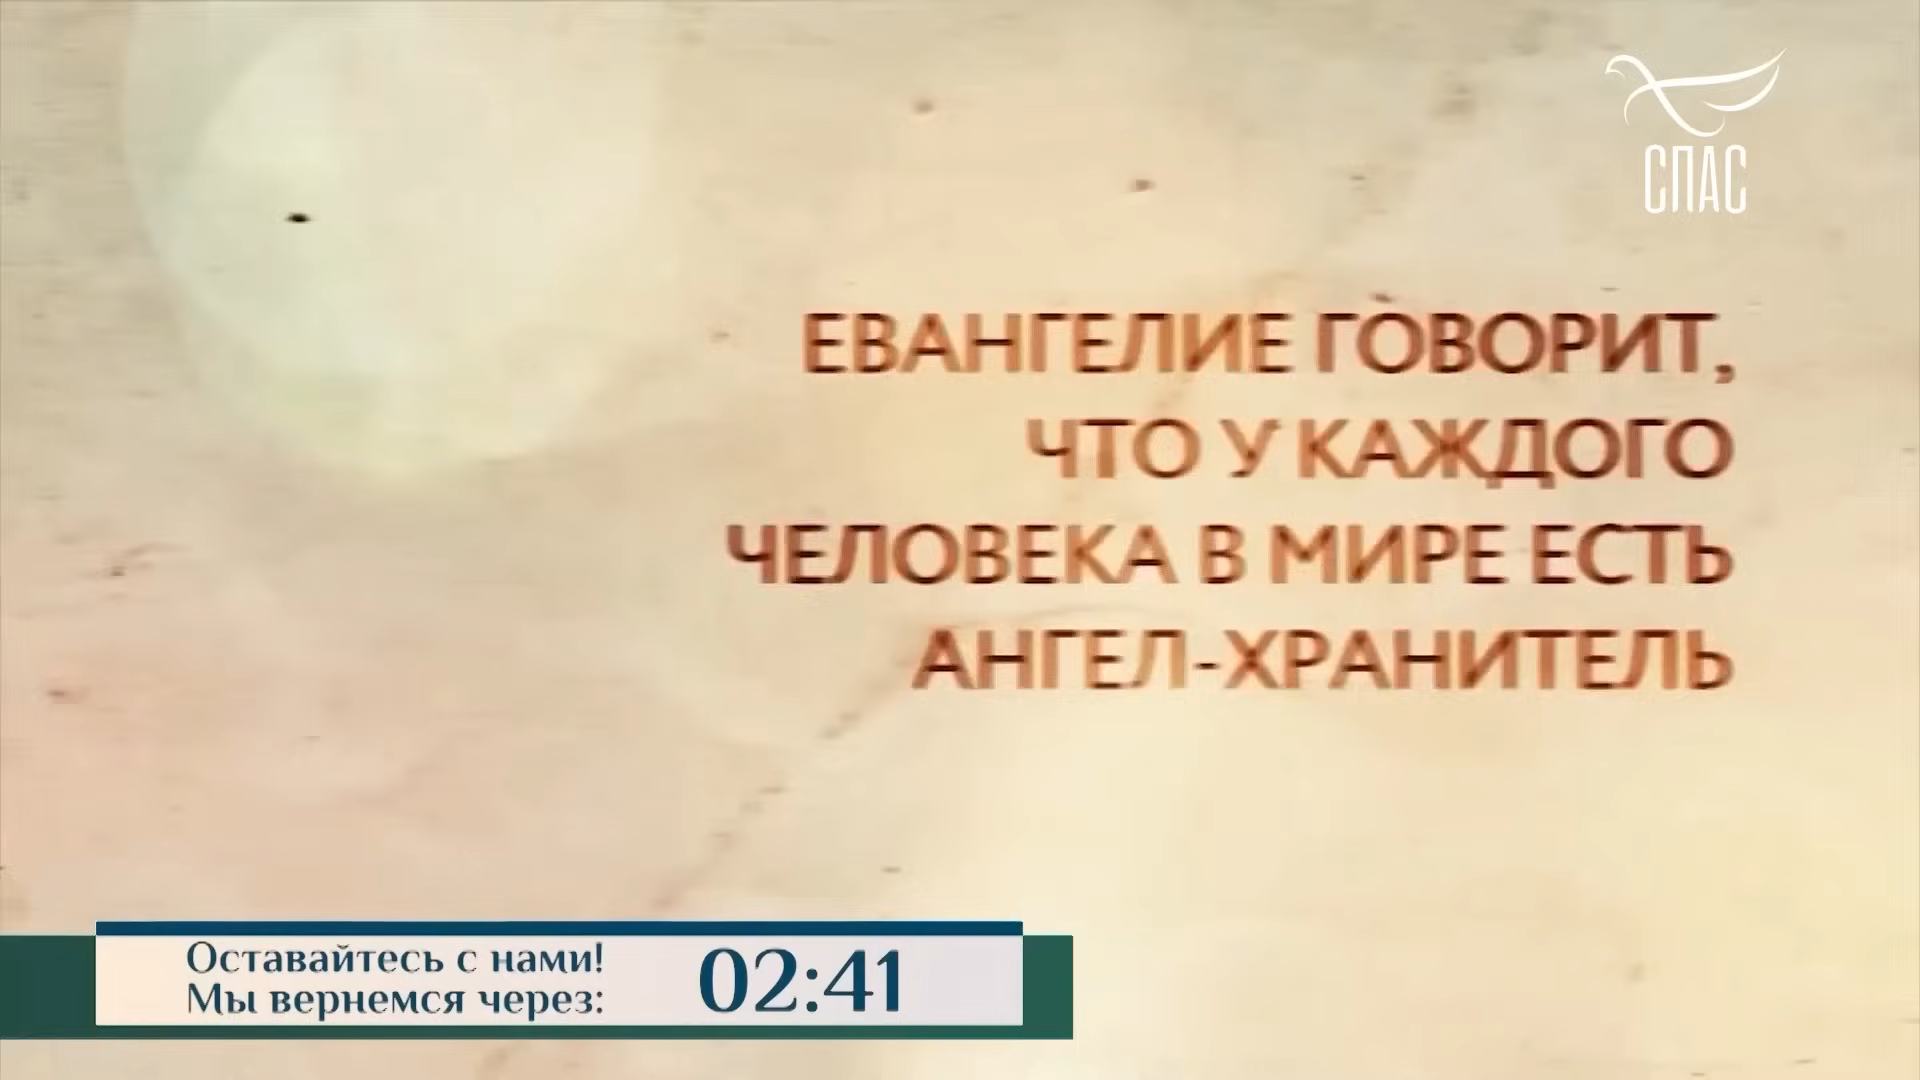 СПАС
ЕВАНГЕЛИЕ ГОВОРИТ,
ЧТО У КАЖДОГО
ЧЕЛОВЕКА В МИРЕ ЕСТЬ
АНГЕЛ-ХРАНИТЕЛЬ
Оставайтесь с нами!
Мы вернемся через:
02:41